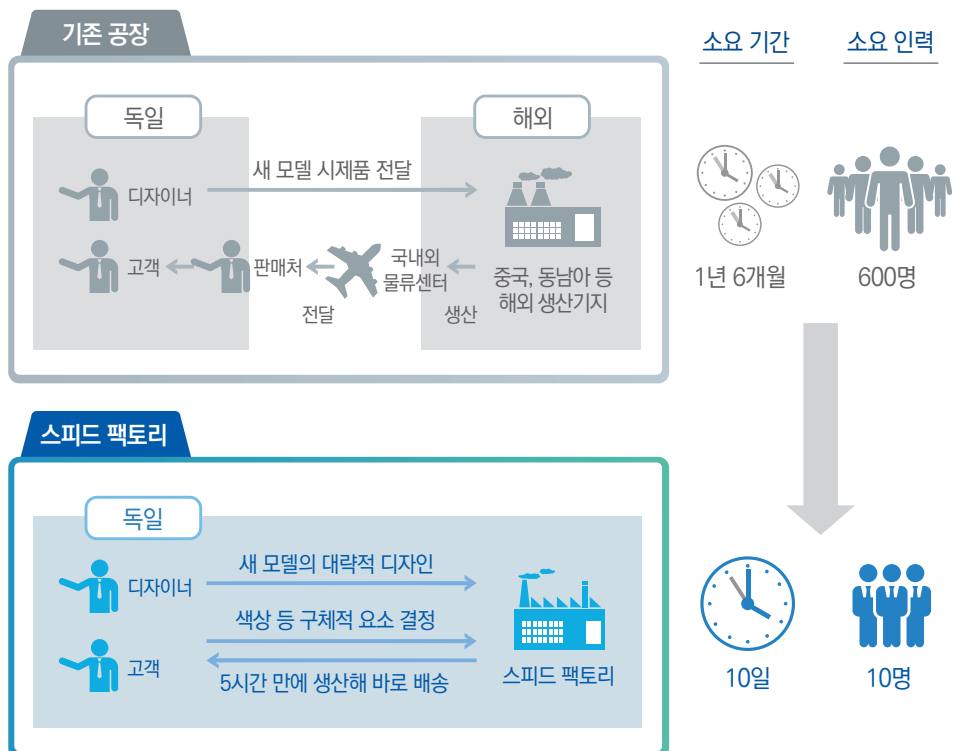 기존 공장
소요 기간
소요 인력
독일
해외
디자이너
새 모델 시제품 전달
고객
판매처
국내외
물류센터
전달
생산
중국, 동남아 등
해외 생산기지
1년 6개월
600명
스피드 팩토리
독일
디자이너
새 모델의 대략적 디자인
색상 등 구체적 요소 결정
고객
5시간 만에 생산해 바로 배송
스피드 팩토리
10일
10명